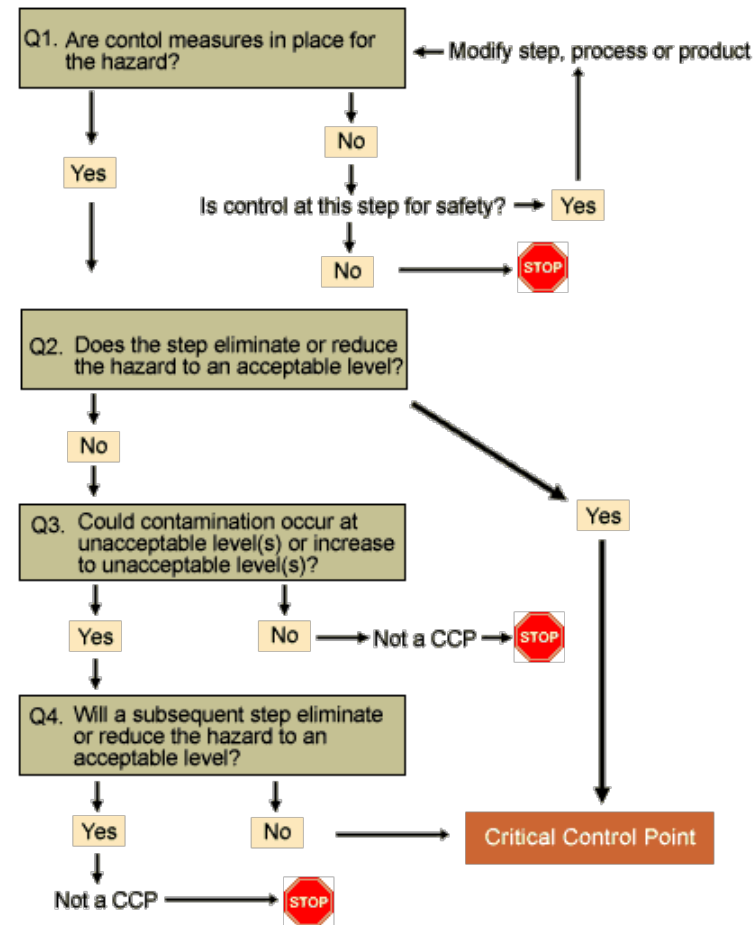 Q1. Are contol measures in place for
the hazard?
Modify step, process or product
No
Yes
Is control at this step for safety?
Yes
No
STOP
Q2. Does the step eliminate or reduce
the hazard to an acceptable level?
No
Yes
Q3. Could contamination occur at
unacceptable level(s) or increase
to unacceptable level(s)?
Yes
No
Not a CCP
STOP
Q4. Will a subsequent step eliminate
or reduce the hazard to an
acceptable level?
Yes
No
Critical Control Point
Not a CCP
STOP